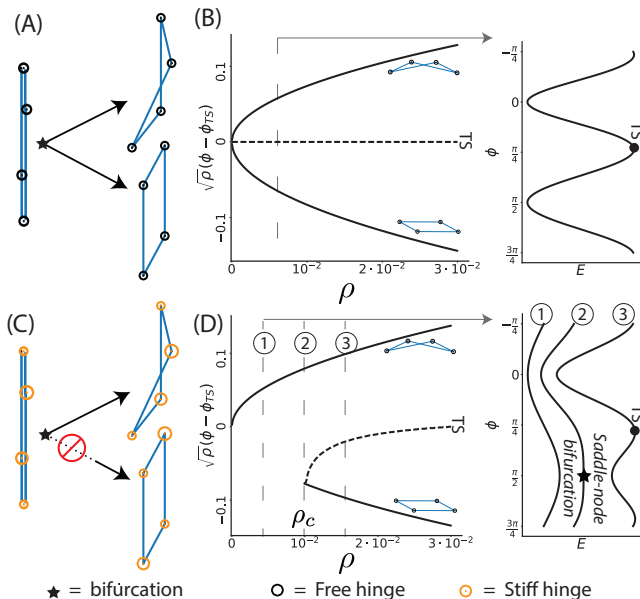 (A)
(B)
0.1
0
−0.1
√ρ(ϕ − ϕTS)
TS
0
10⁻²
2·10⁻²
3·10⁻²
ρ
−π/4
0
π/4
π/2
3π/4
ϕ
TS
E
(C)
(D)
0.1
0
−0.1
√ρ(ϕ − ϕTS)
1
2
3
TS
ρc
0
10⁻²
2·10⁻²
3·10⁻²
ρ
1
2
3
−π/4
0
π/4
π/2
3π/4
ϕ
TS
Saddle-node
bifurcation
E
★ = bifurcation
= Free hinge
= Stiff hinge